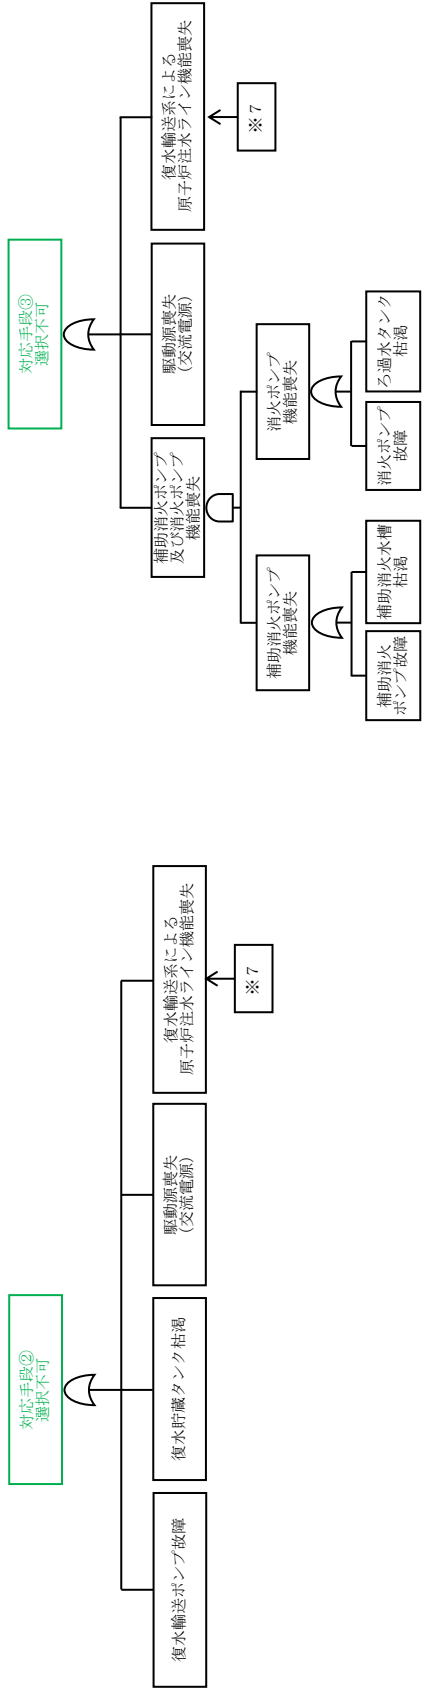 対応手段②
選択不可
復水輸送ポンプ故障
復水貯蔵タンク枯渇
駆動源喪失
(交流電源)
復水輸送系による
原子炉注水ライン機能喪失
※7
対応手段③
選択不可
補助消火ポンプ
及び消火ポンプ
機能喪失
駆動源喪失
(交流電源)
復水輸送系による
原子炉注水ライン機能喪失
※7
補助消火ポンプ
機能喪失
消火ポンプ
機能喪失
補助消火
ポンプ故障
補助消火水槽
枯渇
消火ポンプ
故障
ろ過水タンク
枯渇